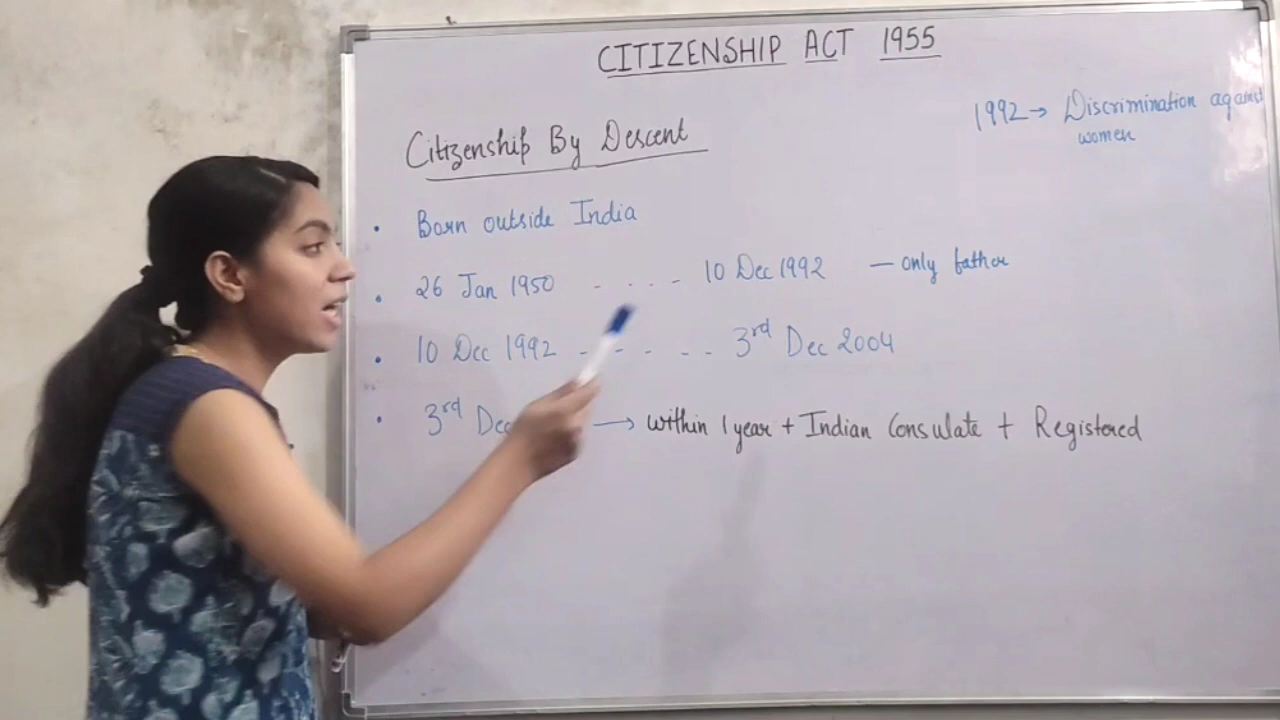 CITIZENSHIP ACT 1955
1992→ Discrimination against
women
Citizenship By Descent
• Born outside India
• 26 Jan 1950 - - - - 10 Dec 1992 — only father
• 10 Dec 1992 - - - - - 3rd Dec 2004
• 3rd Dec → within 1 year + Indian Consulate + Registered